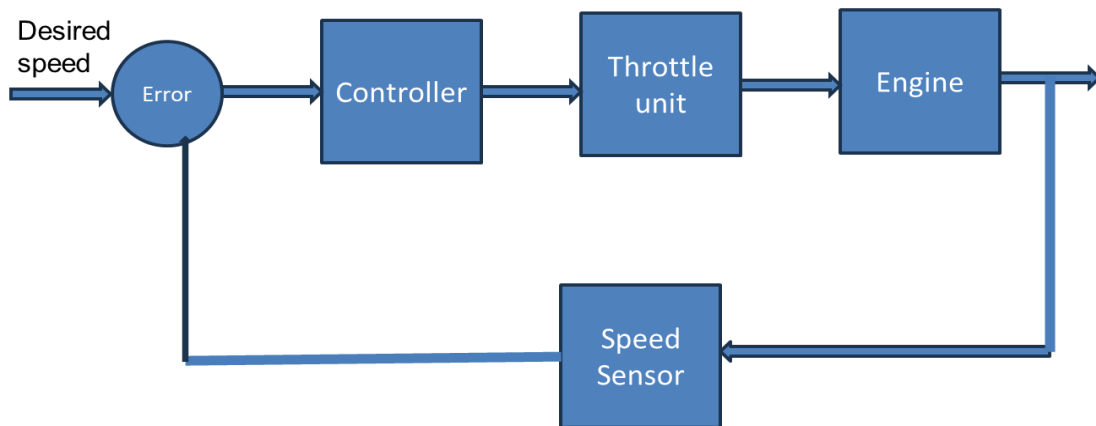 Desired
speed
Error
Controller
Throttle
unit
Engine
Speed
Sensor